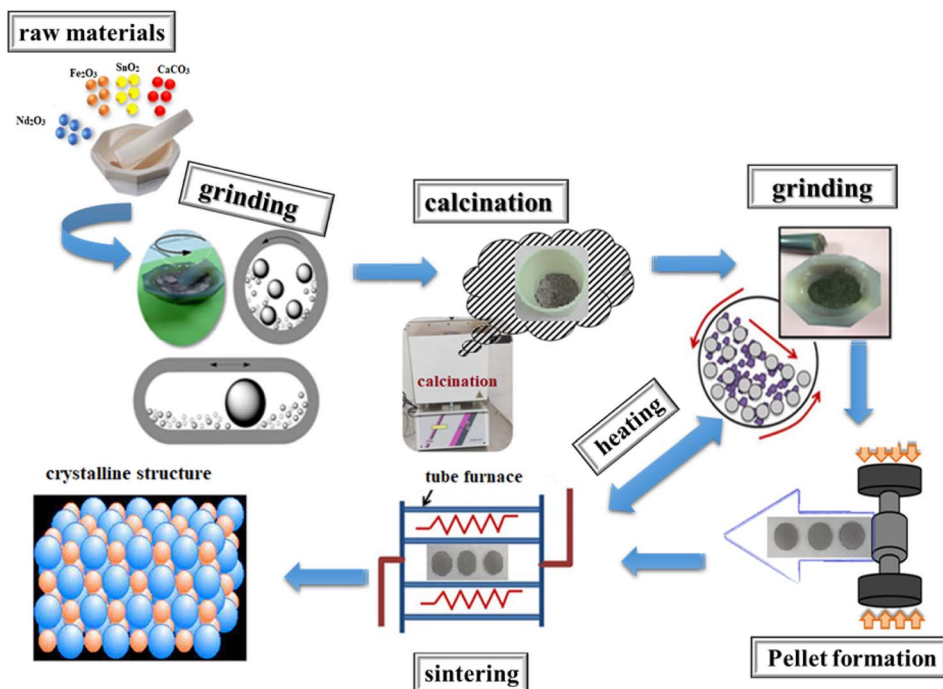 raw materials
Fe₂O₃
SnO₂
CaCO₃
Nd₂O₃
grinding
calcination
grinding
calcination
heating
crystalline structure
tube furnace
sintering
Pellet formation